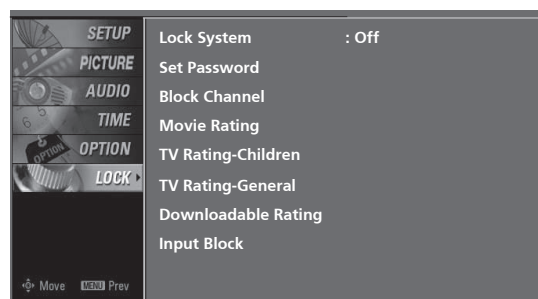 SETUP
PICTURE
AUDIO
TIME
OPTION
LOCK
Move MENU Prev
Lock System : Off
Set Password
Block Channel
Movie Rating
TV Rating-Children
TV Rating-General
Downloadable Rating
Input Block